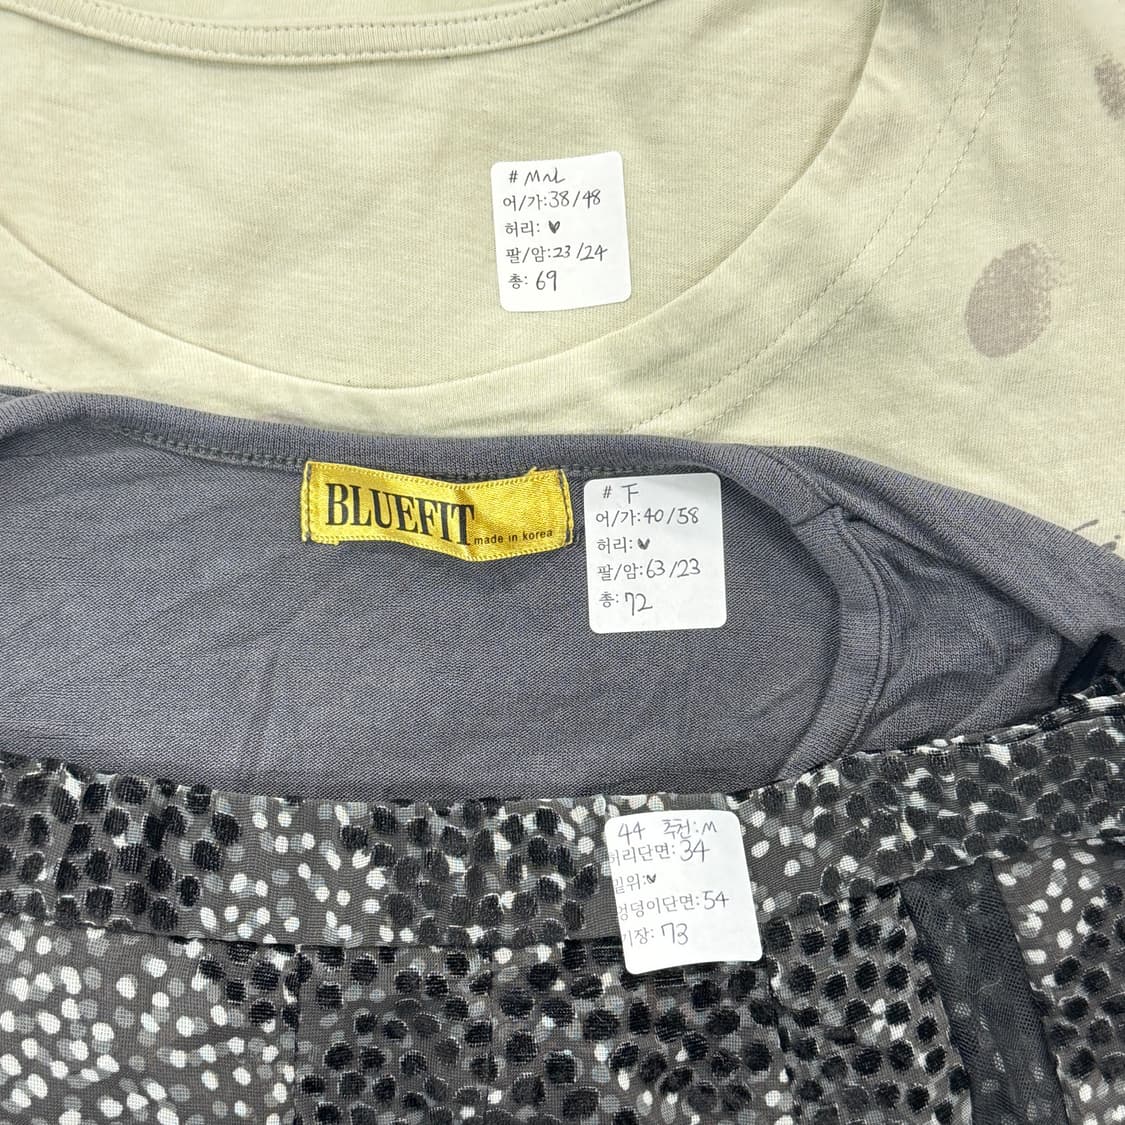 # M~L
어/가:38/48
허리: ♥
팔/암:23/24
총: 69
BLUEFIT
made in korea
# F
어/가:40/58
허리: ♥
팔/암:63/23
총: 72
44 추천:M
허리단면:34
밑위:♥
엉덩이단면:54
기장: 73